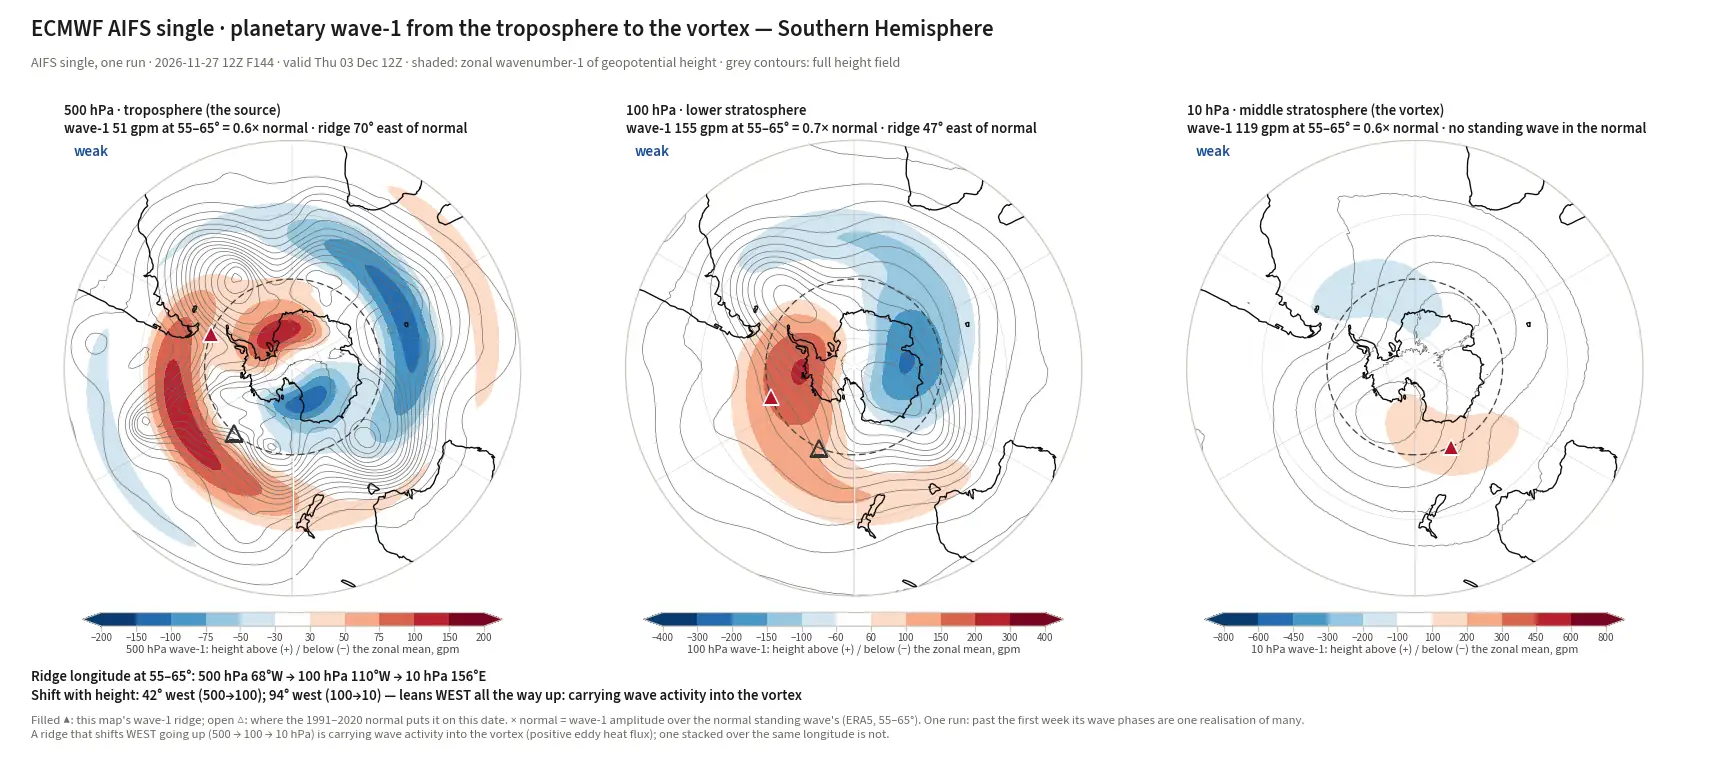 ECMWF AIFS single · planetary wave-1 from the troposphere to the vortex — Southern Hemisphere
AIFS single, one run · 2026-11-27 12Z F144 · valid Thu 03 Dec 12Z · shaded: zonal wavenumber-1 of geopotential height · grey contours: full height field
500 hPa · troposphere (the source)
wave-1 51 gpm at 55–65° = 0.6× normal · ridge 70° east of normal
weak
100 hPa · lower stratosphere
wave-1 155 gpm at 55–65° = 0.7× normal · ridge 47° east of normal
weak
10 hPa · middle stratosphere (the vortex)
wave-1 119 gpm at 55–65° = 0.6× normal · no standing wave in the normal
weak
−200 −150 −100 −75 −50 −30 30 50 75 100 150 200
500 hPa wave-1: height above (+) / below (−) the zonal mean, gpm
−400 −300 −200 −150 −100 −60 60 100 150 200 300 400
100 hPa wave-1: height above (+) / below (−) the zonal mean, gpm
−800 −600 −450 −300 −200 −100 100 200 300 450 600 800
10 hPa wave-1: height above (+) / below (−) the zonal mean, gpm
Ridge longitude at 55–65°: 500 hPa 68°W → 100 hPa 110°W → 10 hPa 156°E
Shift with height: 42° west (500→100); 94° west (100→10) — leans WEST all the way up: carrying wave activity into the vortex
Filled ▲: this map's wave-1 ridge; open △: where the 1991–2020 normal puts it on this date. × normal = wave-1 amplitude over the normal standing wave's (ERA5, 55–65°). One run: past the first week its wave phases are one realisation of many.
A ridge that shifts WEST going up (500 → 100 → 10 hPa) is carrying wave activity into the vortex (positive eddy heat flux); one stacked over the same longitude is not.